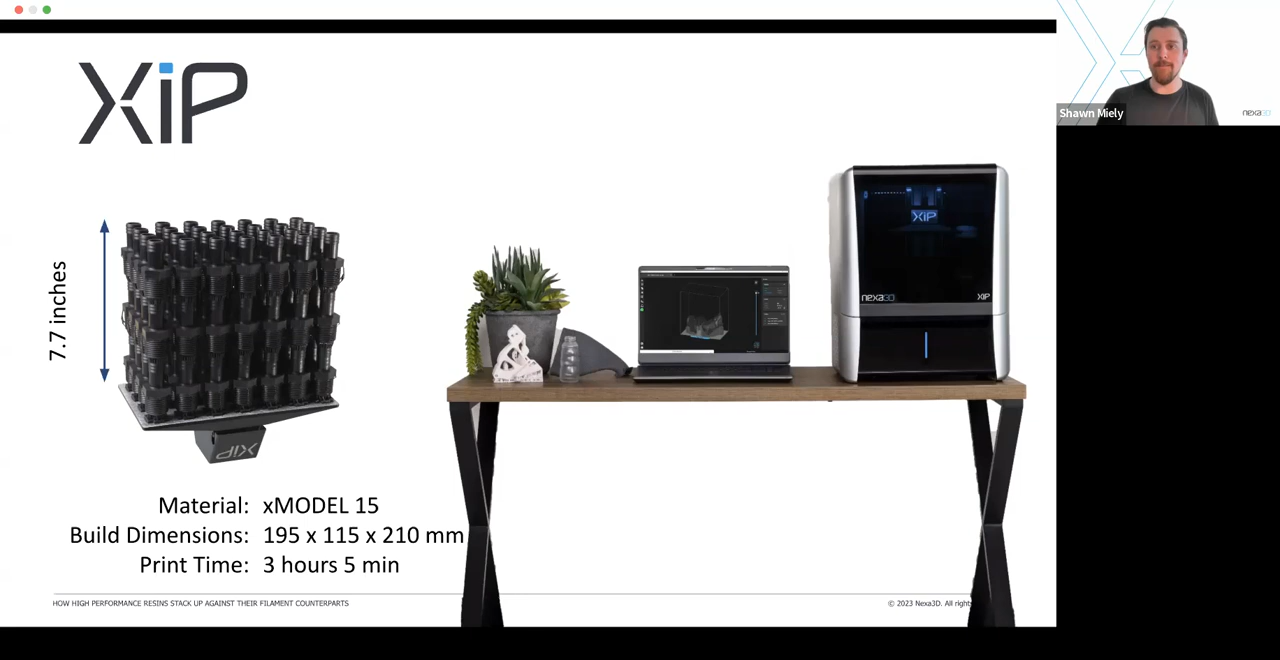 XiP
Shawn Miely
nexa3D
7.7 inches
XiP
nexa3D XiP
XiP
Material: xMODEL 15
Build Dimensions: 195 x 115 x 210 mm
Print Time: 3 hours 5 min
HOW HIGH PERFORMANCE RESINS STACK UP AGAINST THEIR FILAMENT COUNTERPARTS
© 2023 Nexa3D. All rights